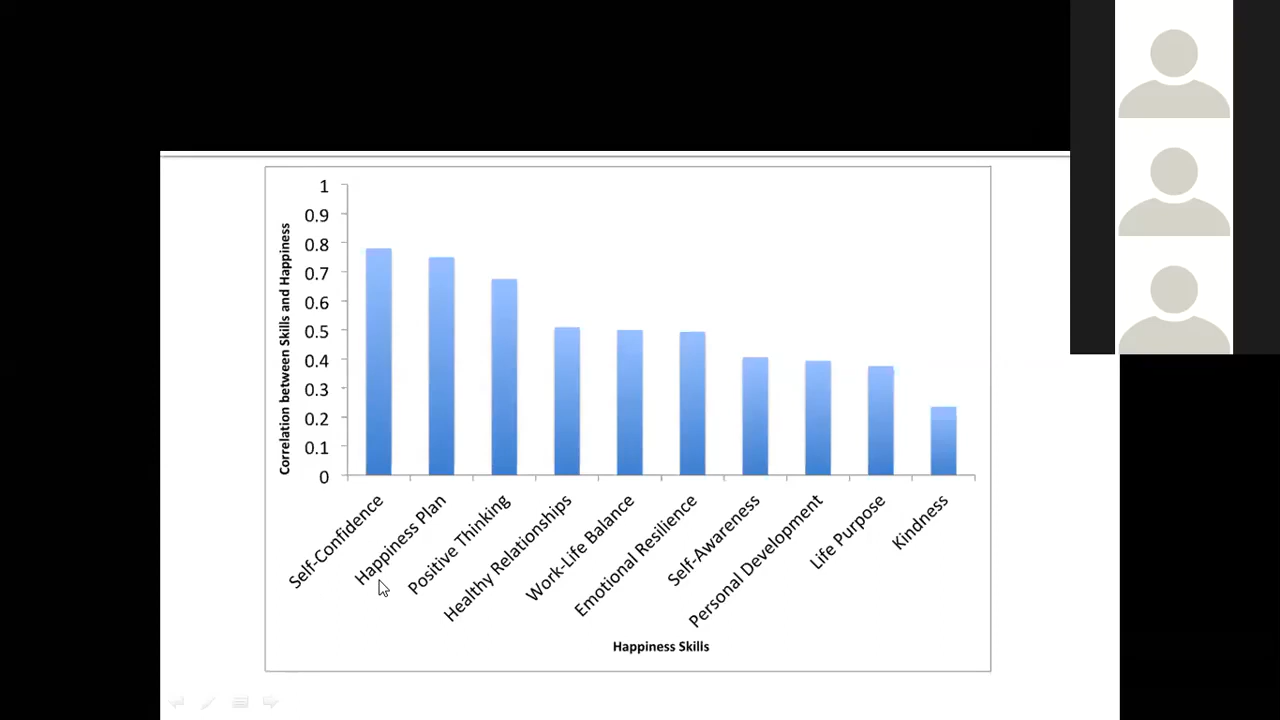 Correlation between Skills and Happiness
1
0.9
0.8
0.7
0.6
0.5
0.4
0.3
0.2
0.1
0
Self-Confidence
Happiness Plan
Positive Thinking
Healthy Relationships
Work-Life Balance
Emotional Resilience
Self-Awareness
Personal Development
Life Purpose
Kindness
Happiness Skills